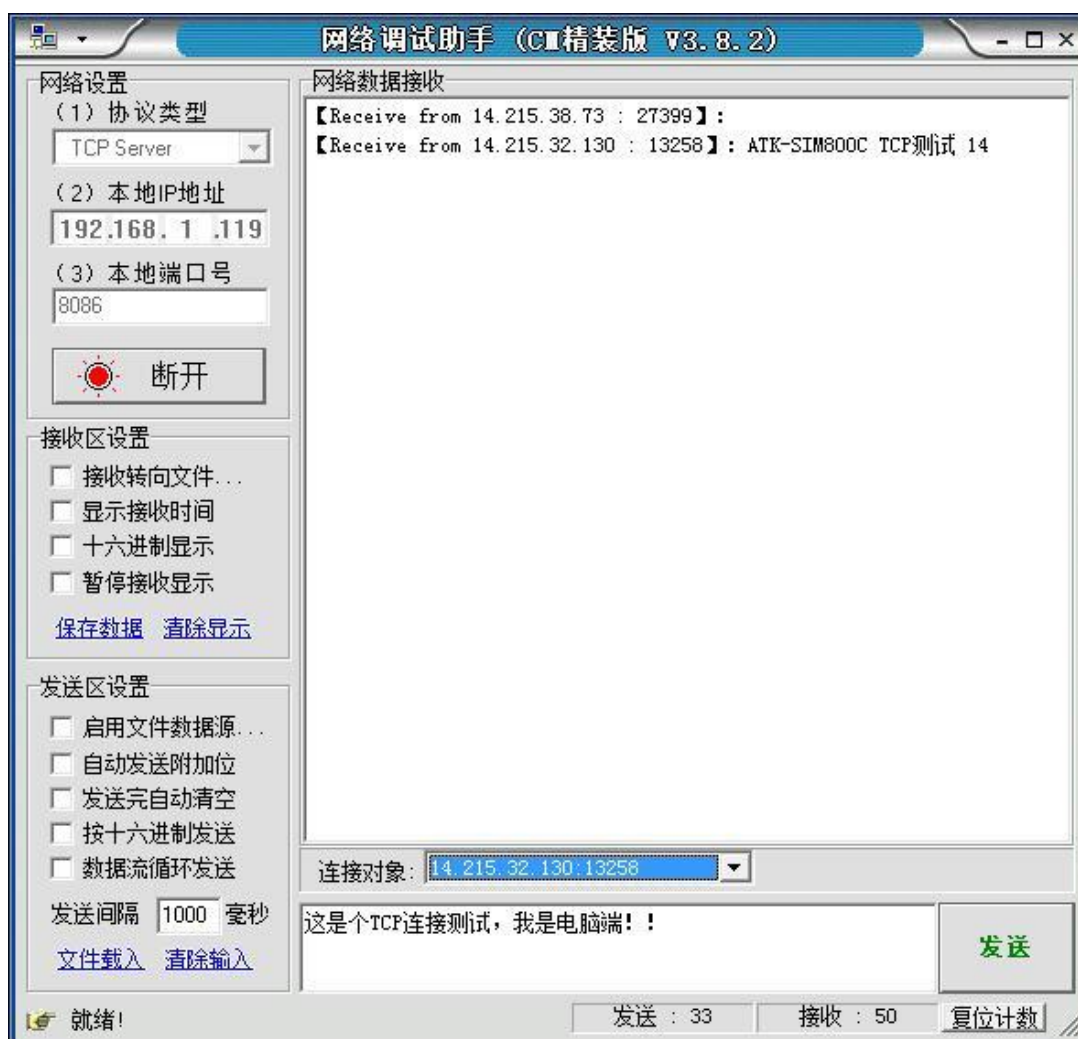 网络调试助手 (CⅢ精装版 V3.8.2)
网络设置
(1) 协议类型
TCP Server
(2) 本地IP地址
192.168. 1 .119
(3) 本地端口号
8086
断开
接收区设置
接收转向文件...
显示接收时间
十六进制显示
暂停接收显示
保存数据 清除显示
发送区设置
启用文件数据源...
自动发送附加位
发送完自动清空
按十六进制发送
数据流循环发送
发送间隔 1000 毫秒
文件载入 清除输入
网络数据接收
【Receive from 14.215.38.73 : 27399】:
【Receive from 14.215.32.130 : 13258】: ATK-SIM800C TCP测试 14
连接对象: 14.215.32.130:13258
这是个TCP连接测试，我是电脑端!!
发送
就绪!
发送 : 33
接收 : 50
复位计数